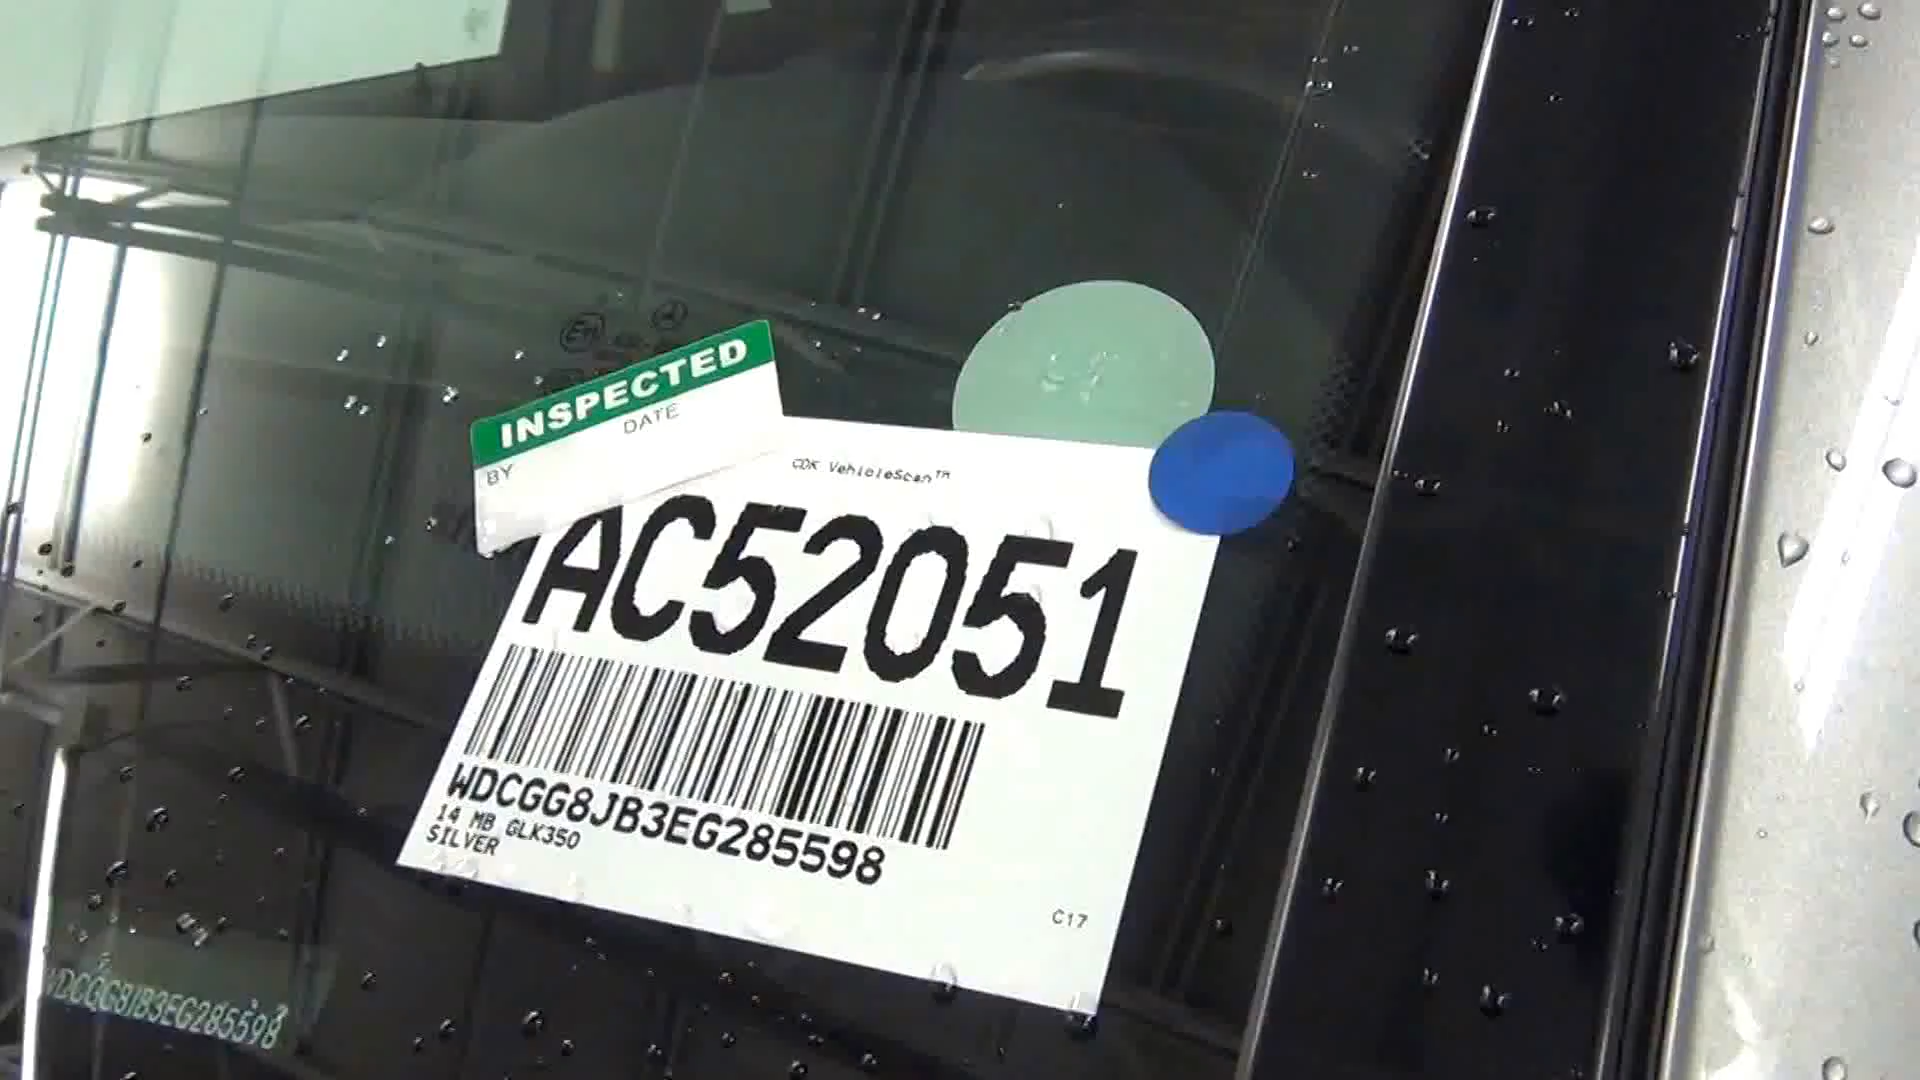 INSPECTED
BY DATE
CDK VehicleScan™
AC52051
WDCGG8JB3EG285598
14 MB GLK350
SILVER
C17
WDCGG8JB3EG285598